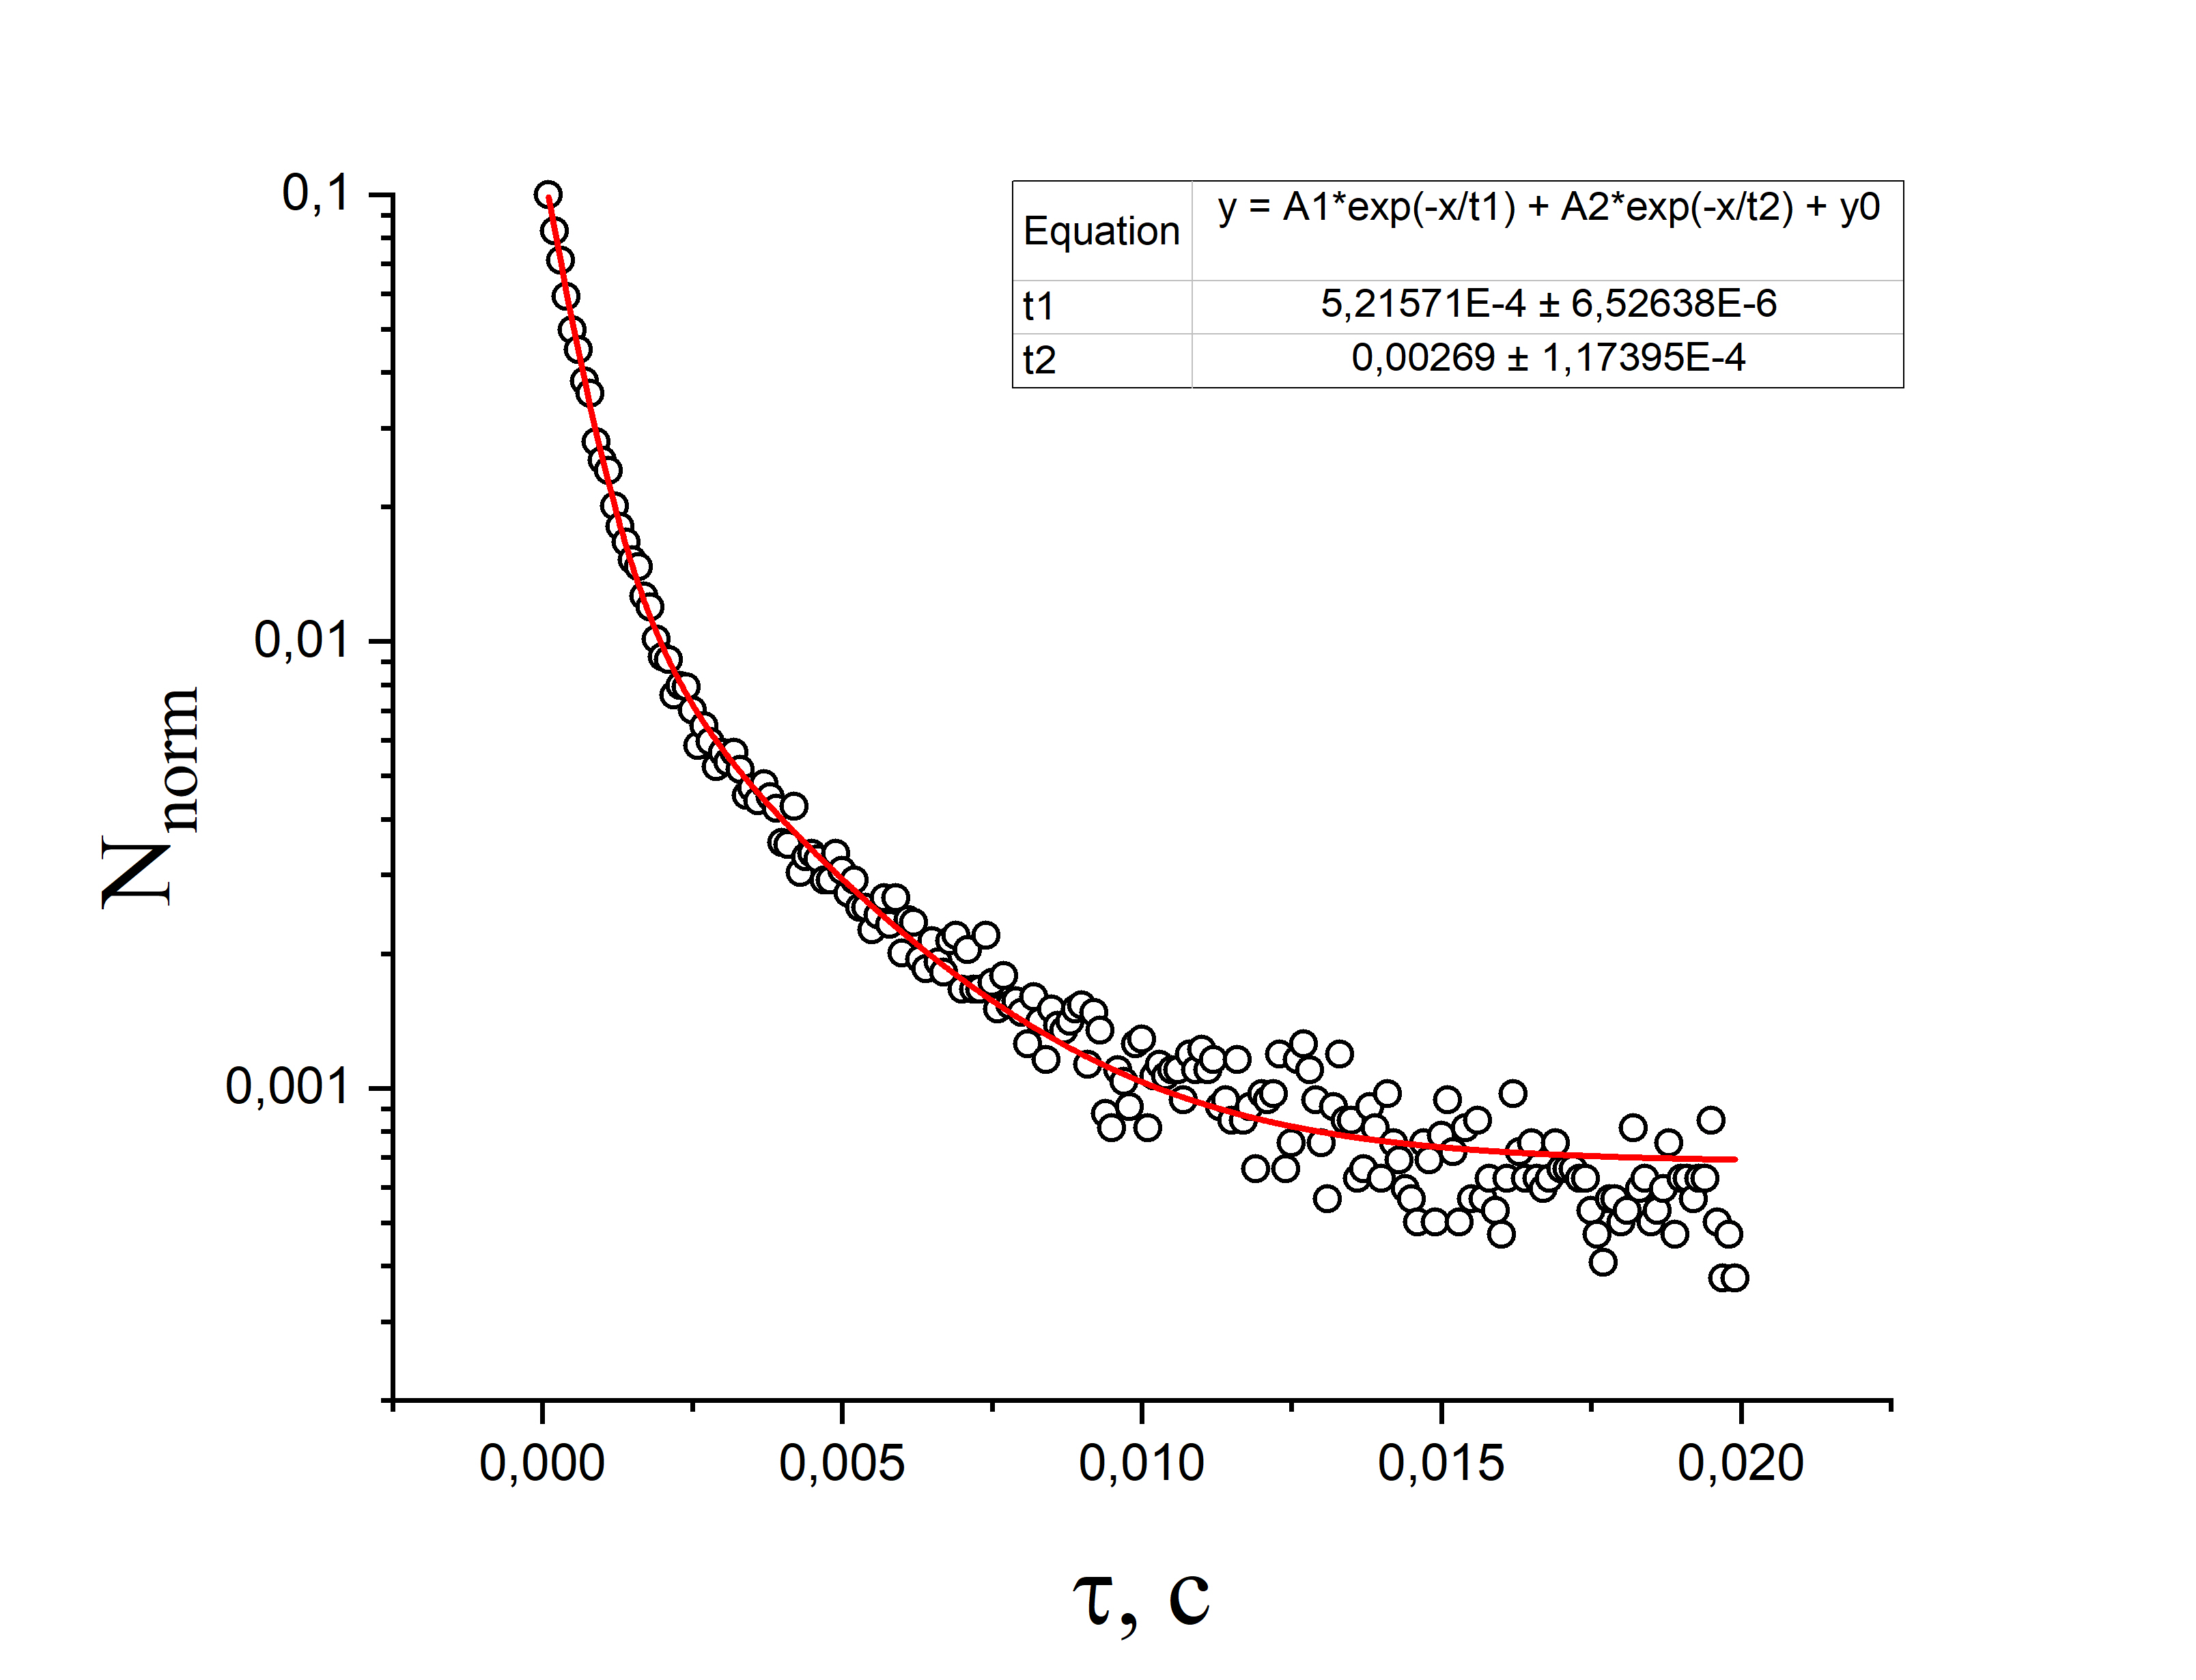 0,1
0,01
0,001
N norm
0,000 0,005 0,010 0,015 0,020
τ, c
Equation y = A1*exp(-x/t1) + A2*exp(-x/t2) + y0
t1 5,21571E-4 ± 6,52638E-6
t2 0,00269 ± 1,17395E-4